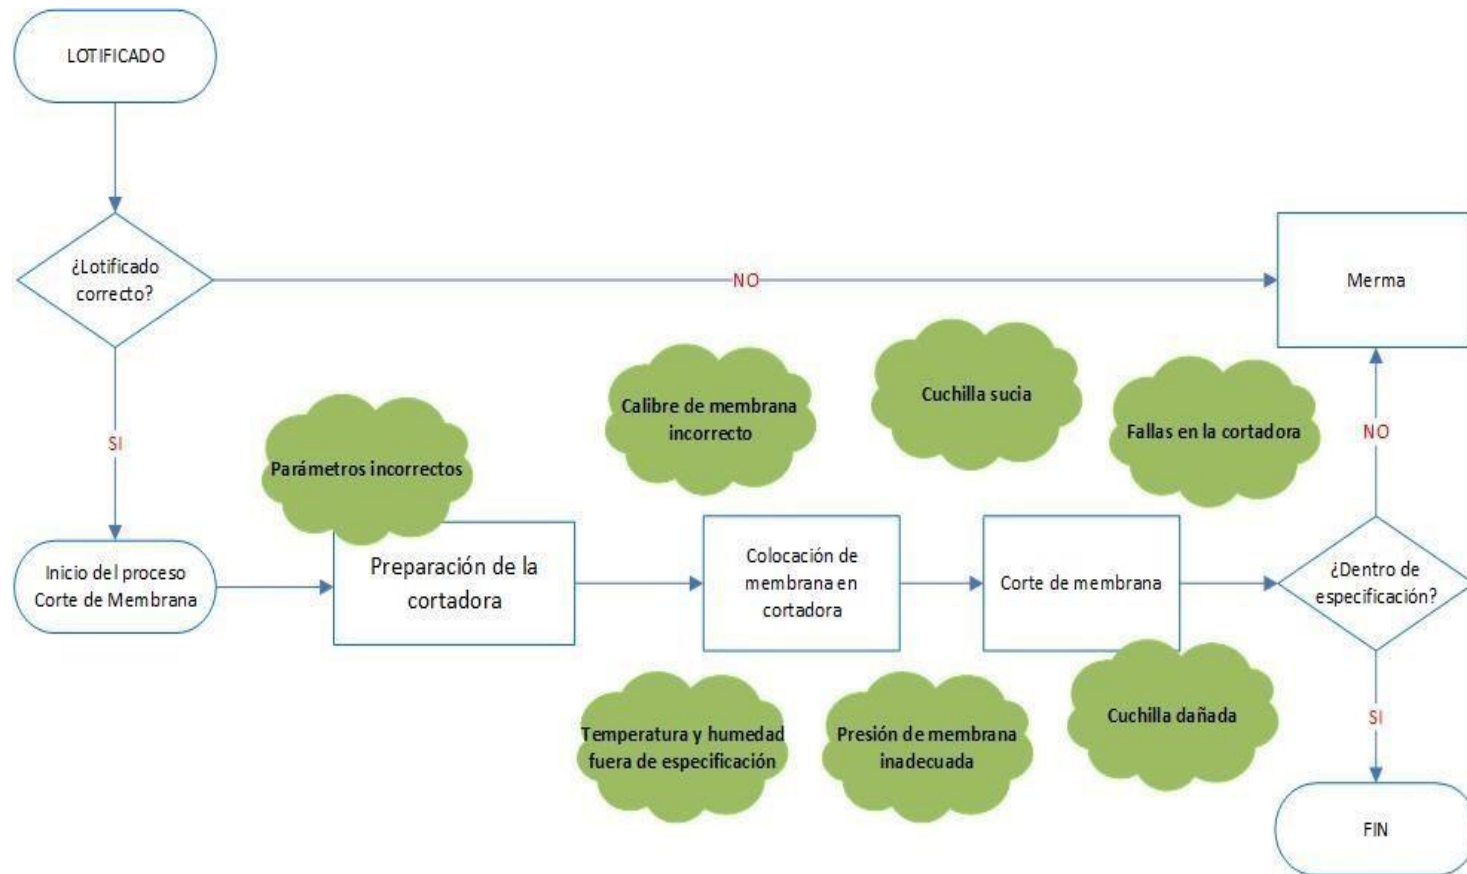 LOTIFICADO
¿Lotificado
correcto?
NO
Merma
SI
Parámetros incorrectos
Calibre de membrana
incorrecto
Cuchilla sucia
Fallas en la cortadora
NO
Inicio del proceso
Corte de Membrana
Preparación de la
cortadora
Colocación de
membrana en
cortadora
Corte de membrana
¿Dentro de
especificación?
Temperatura y humedad
fuera de especificación
Presión de membrana
inadecuada
Cuchilla dañada
SI
FIN